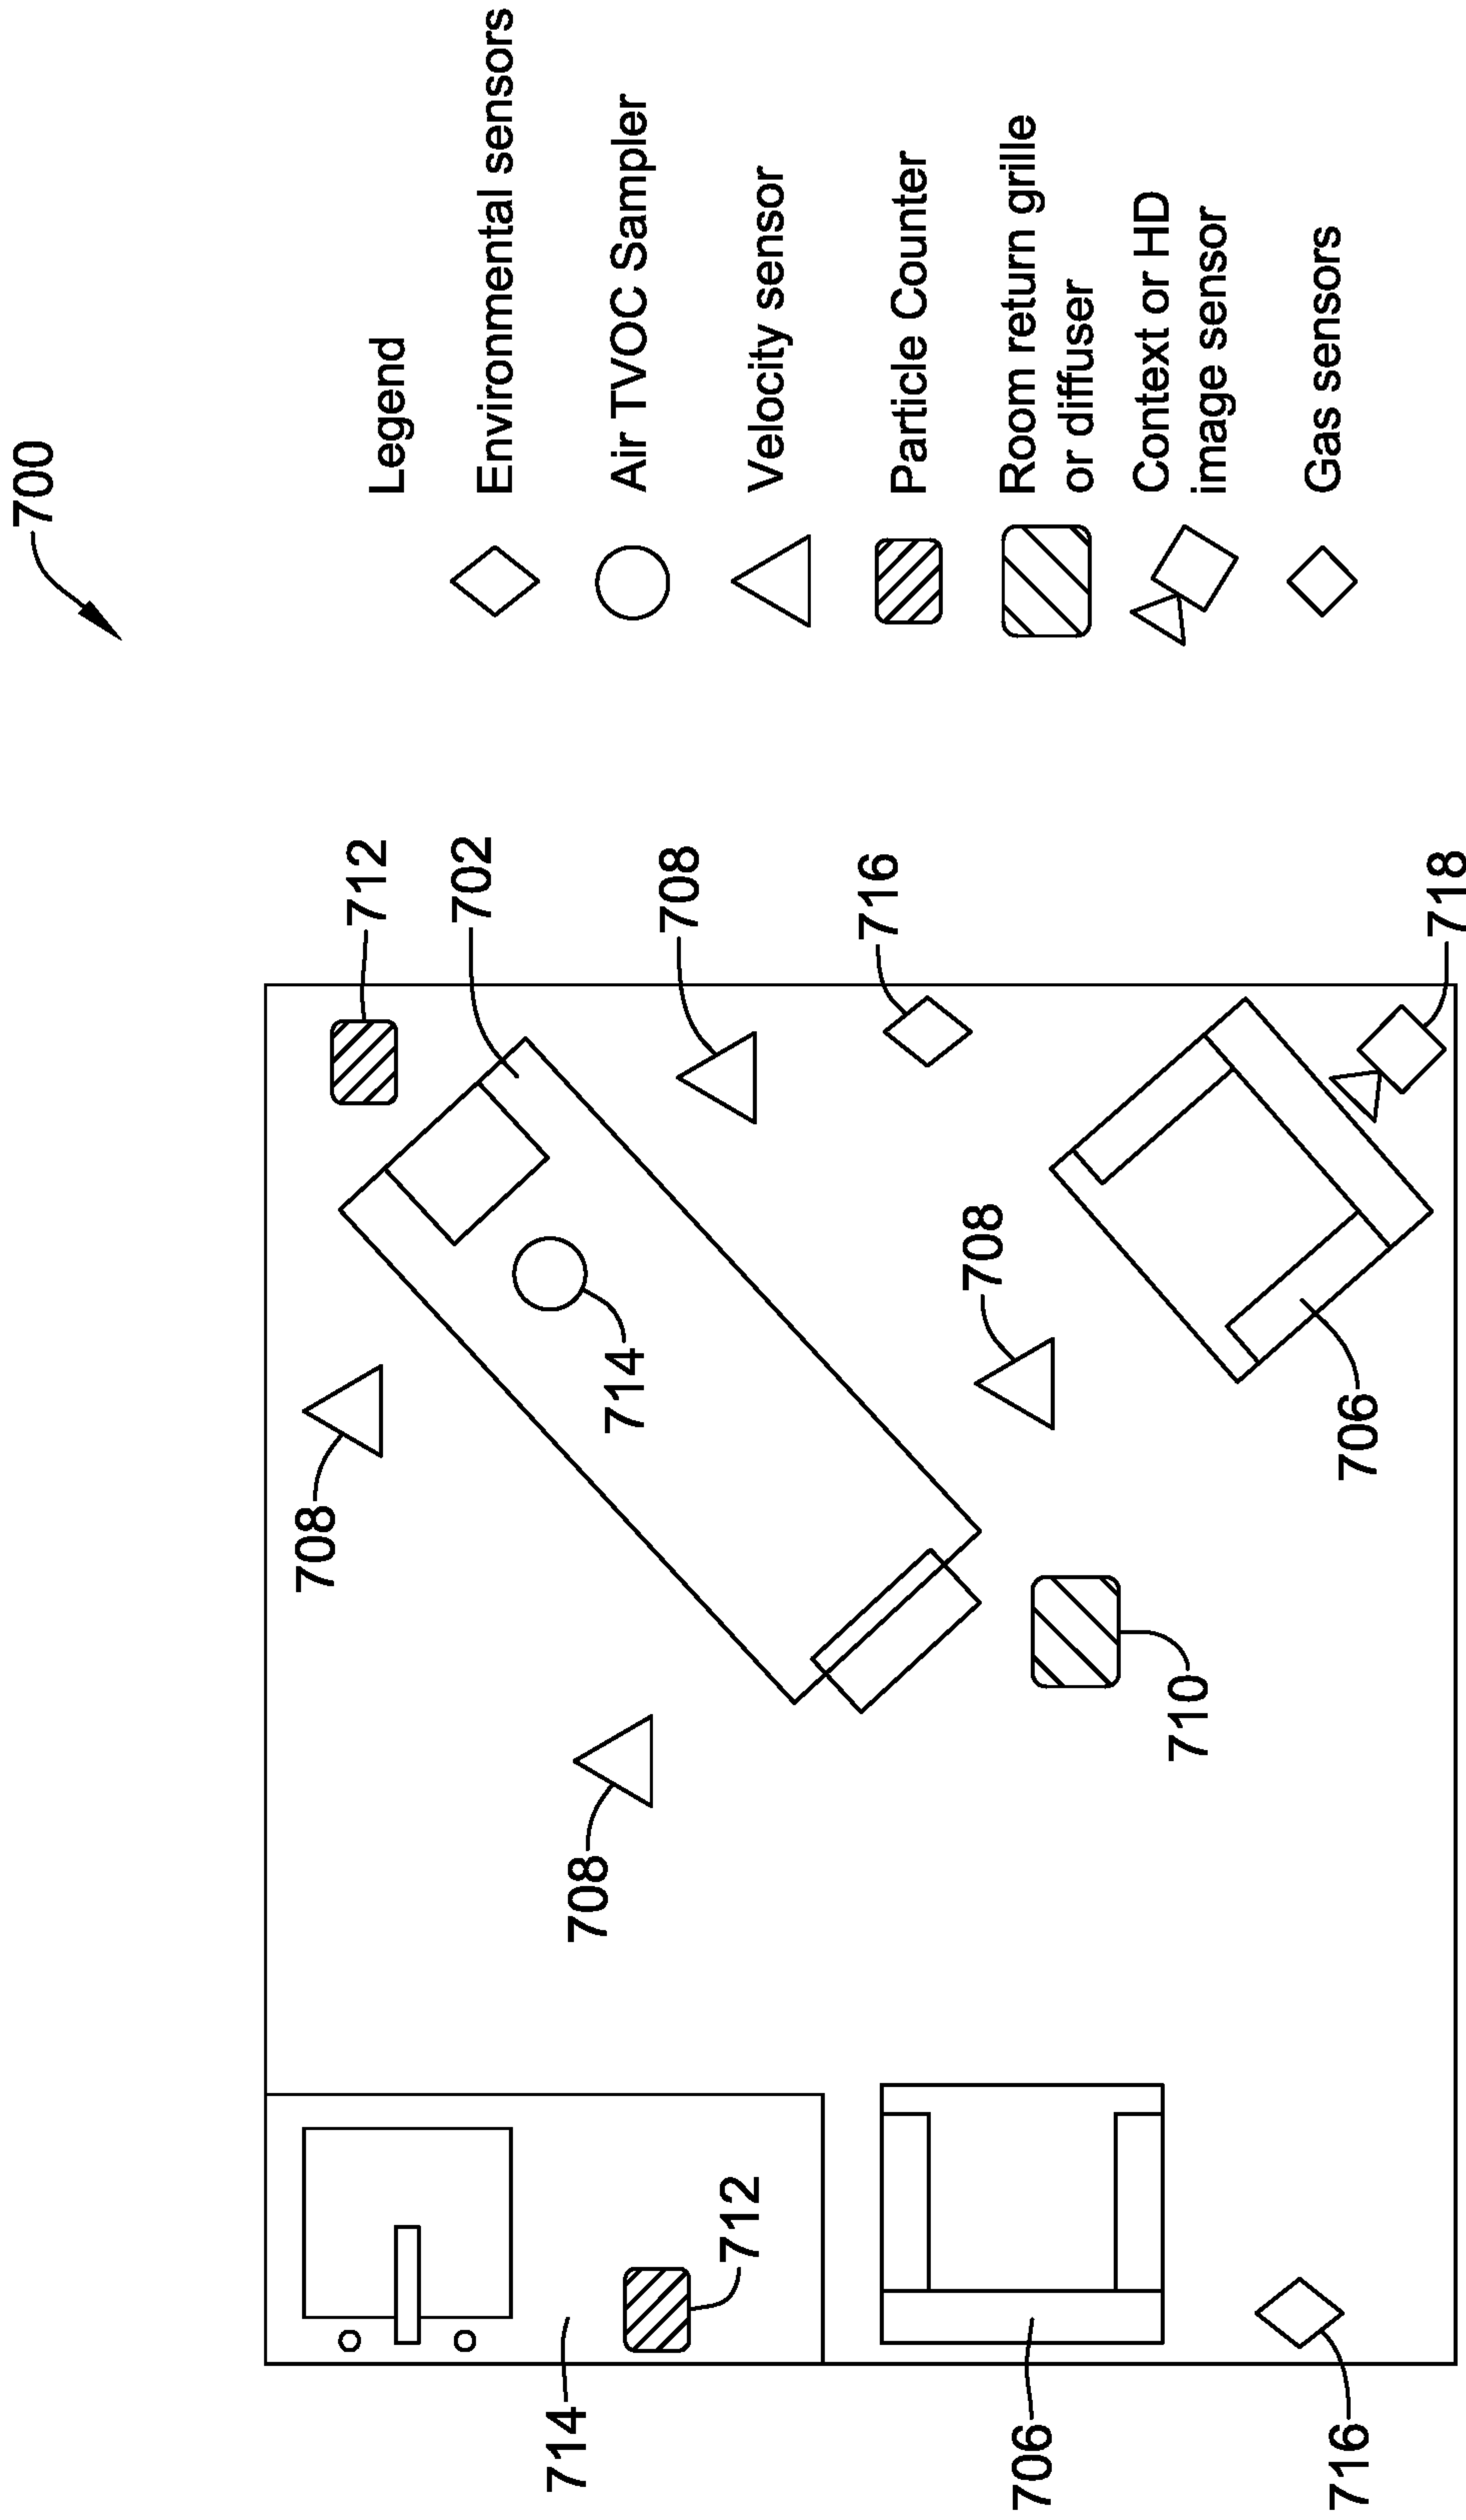 700
Legend
Environmental sensors
Air TVOC Sampler
Velocity sensor
Particle Counter
Room return grille
or diffuser
Context or HD
image sensor
Gas sensors
712
702
708
716
718
708
714
708
706
710
708
712
714
706
716